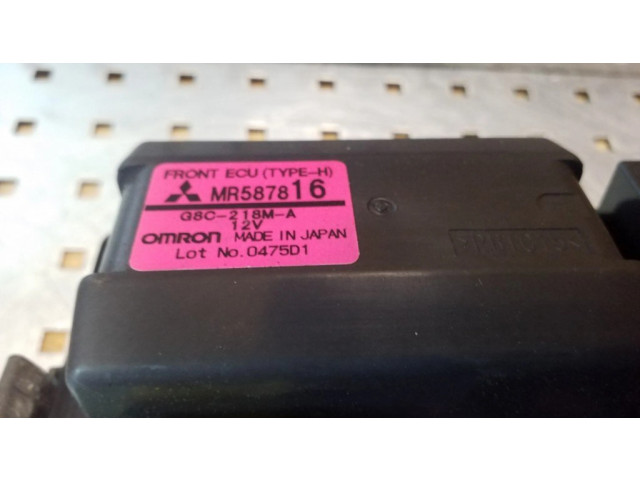 FRONT ECU (TYPE-H)
MR587816
G8C-218M-A
12V
OMRON MADE IN JAPAN
Lot No. 0475D1